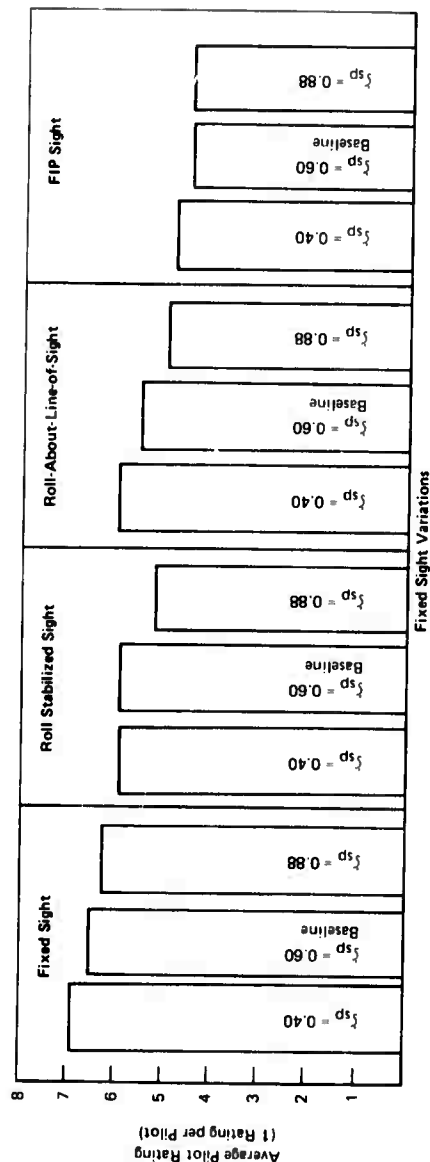 Average Pilot Rating
(1 Rating per Pilot)
8
7
6
5
4
3
2
1
Fixed Sight
ζsp = 0.40
ζsp = 0.60
Baseline
ζsp = 0.88
Roll Stabilized Sight
ζsp = 0.40
ζsp = 0.60
Baseline
ζsp = 0.88
Roll-About-Line-of-Sight
ζsp = 0.40
ζsp = 0.60
Baseline
ζsp = 0.88
FIP Sight
ζsp = 0.40
ζsp = 0.60
Baseline
ζsp = 0.88
Fixed Sight Variations